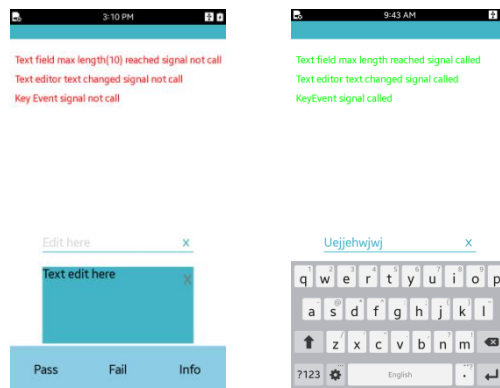 3:10 PM
Text field max length(10) reached signal not call
Text editor text changed signal not call
Key Event signal not call
Edit here
x
Text edit here
x
Pass Fail Info
9:43 AM
Text field max length reached signal called
Text editor text changed signal called
KeyEvent signal called
Uejjehwjwj
x
1 2 3 4 5 6 7 8 9
q w e r t y u i o p
a s d f g h j k l
z x c v b n m
?123 English .